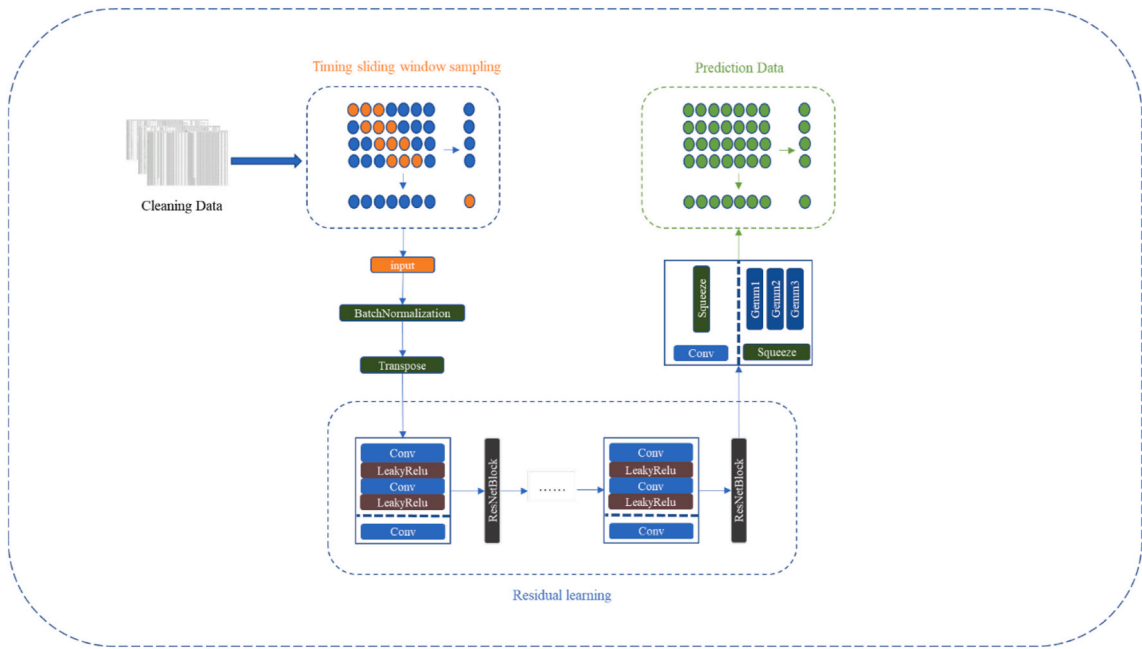 Timing sliding window sampling
Prediction Data
Cleaning Data
input
BatchNormalization
Transpose
Squeeze
Conv
Gemm1
Gemm2
Gemm3
Squeeze
Conv
LeakyRelu
Conv
LeakyRelu
Conv
ResNetBlock
......
Conv
LeakyRelu
Conv
LeakyRelu
Conv
ResNetBlock
Residual learning